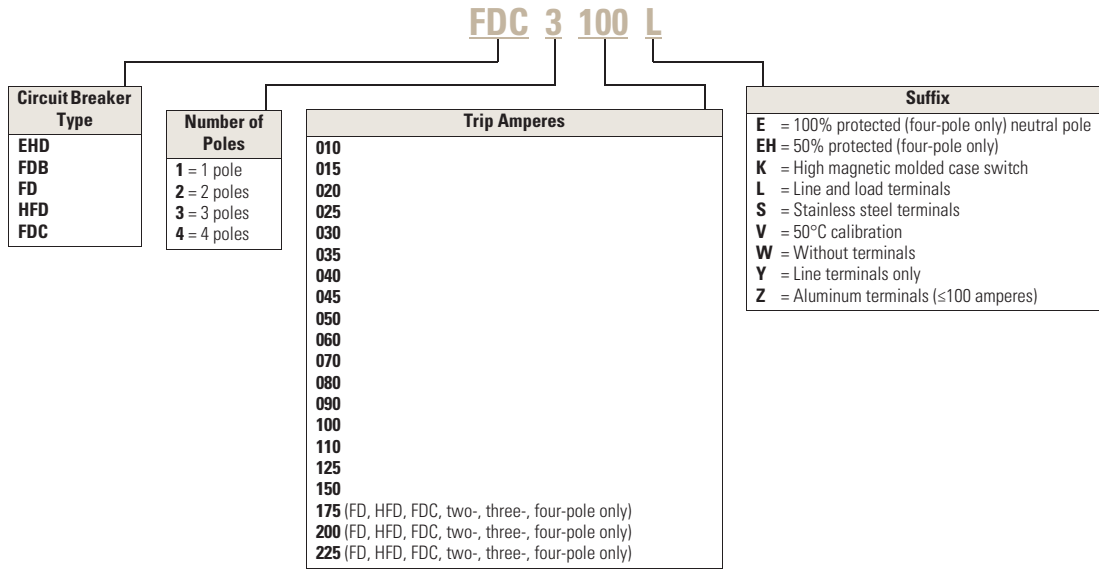 FDC 3 100 L
Circuit Breaker
Type
EHD
FDB
FD
HFD
FDC
Number of
Poles
1 = 1 pole
2 = 2 poles
3 = 3 poles
4 = 4 poles
Trip Amperes
010
015
020
025
030
035
040
045
050
060
070
080
090
100
110
125
150
175 (FD, HFD, FDC, two-, three-, four-pole only)
200 (FD, HFD, FDC, two-, three-, four-pole only)
225 (FD, HFD, FDC, two-, three-, four-pole only)
Suffix
E = 100% protected (four-pole only) neutral pole
EH = 50% protected (four-pole only)
K = High magnetic molded case switch
L = Line and load terminals
S = Stainless steel terminals
V = 50°C calibration
W = Without terminals
Y = Line terminals only
Z = Aluminum terminals (≤100 amperes)